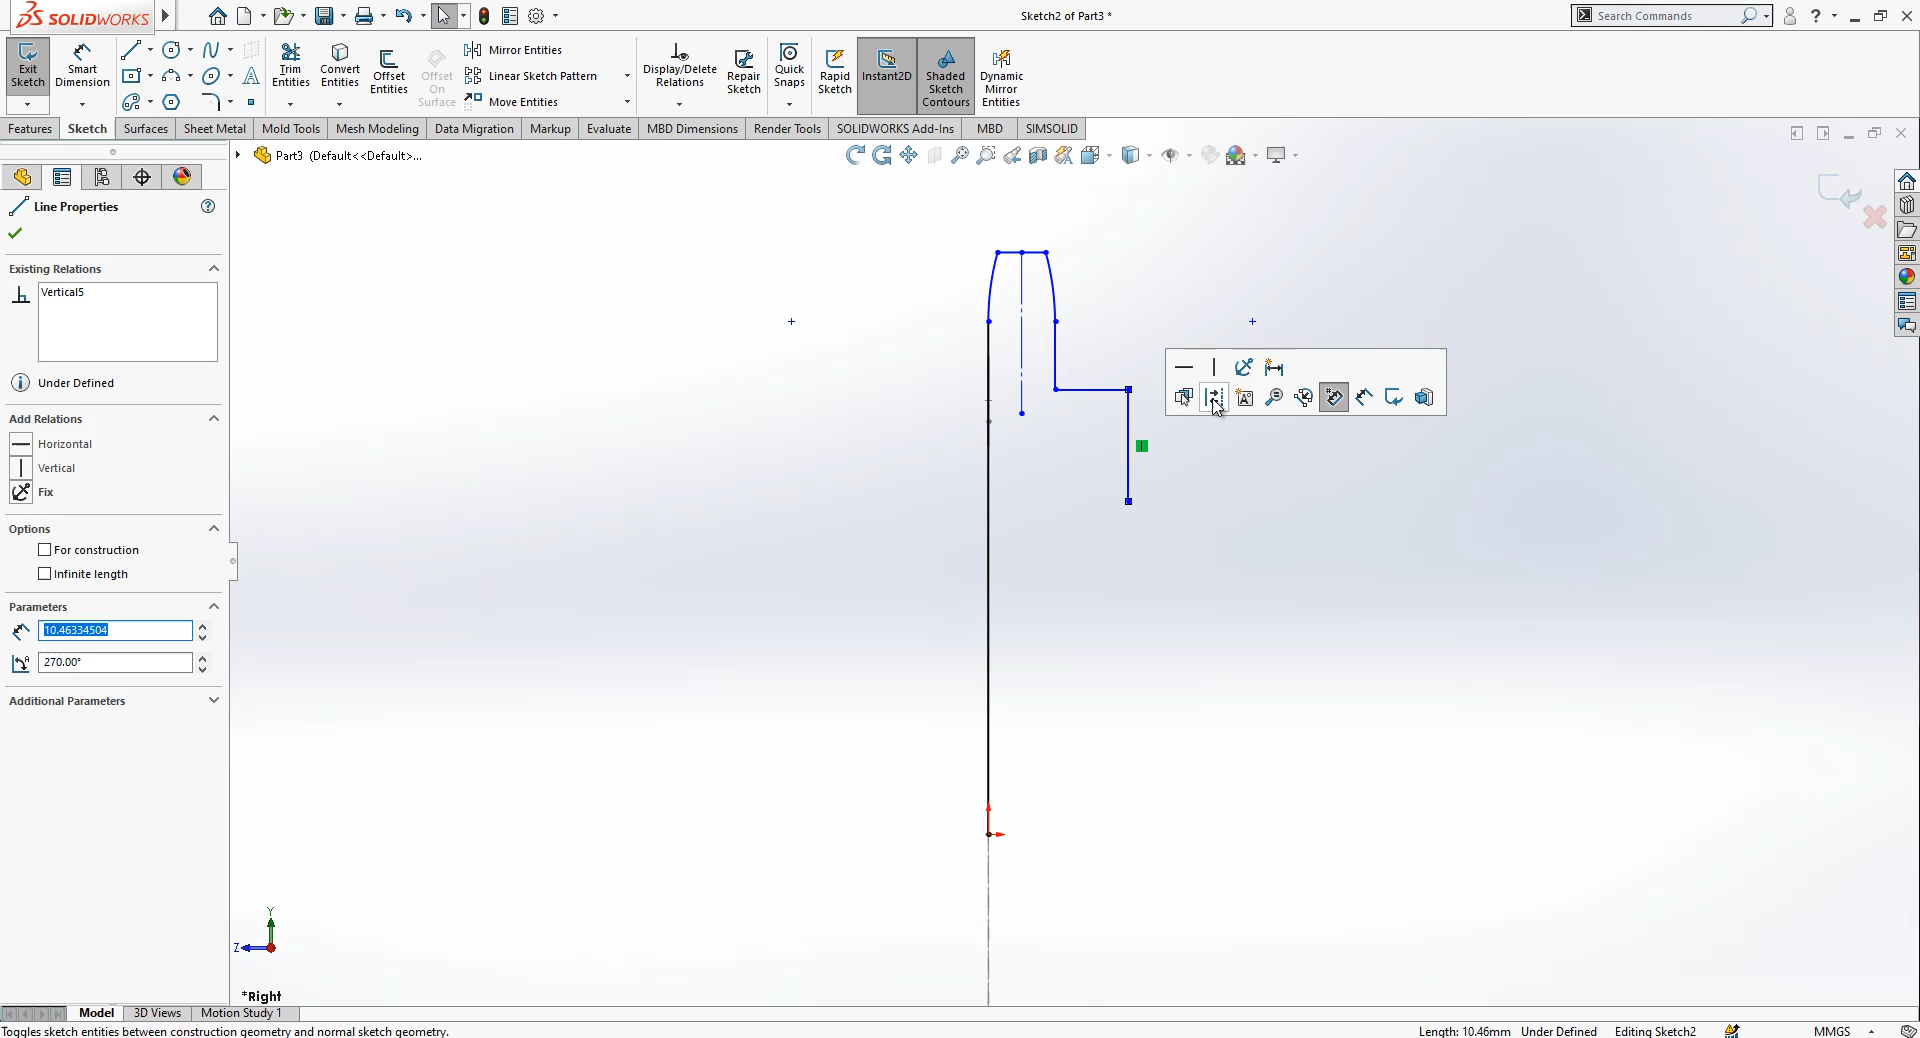 SOLIDWORKS
Sketch2 of Part3 *
Search Commands
Exit Sketch
Smart Dimension
Trim Entities
Convert Entities
Offset Entities
Offset On Surface
Mirror Entities
Linear Sketch Pattern
Move Entities
Display/Delete Relations
Repair Sketch
Quick Snaps
Rapid Sketch
Instant2D
Shaded Sketch Contours
Dynamic Mirror Entities
Features
Sketch
Surfaces
Sheet Metal
Mold Tools
Mesh Modeling
Data Migration
Markup
Evaluate
MBD Dimensions
Render Tools
SOLIDWORKS Add-Ins
MBD
SIMSOLID
Part3 (Default<<Default>...
Line Properties
Existing Relations
Vertical5
Under Defined
Add Relations
Horizontal
Vertical
Fix
Options
For construction
Infinite length
Parameters
10.46334504
270.00°
Additional Parameters
Y
Z
*Right
Model
3D Views
Motion Study 1
Toggles sketch entities between construction geometry and normal sketch geometry.
Length: 10.46mm
Under Defined
Editing Sketch2
MMGS